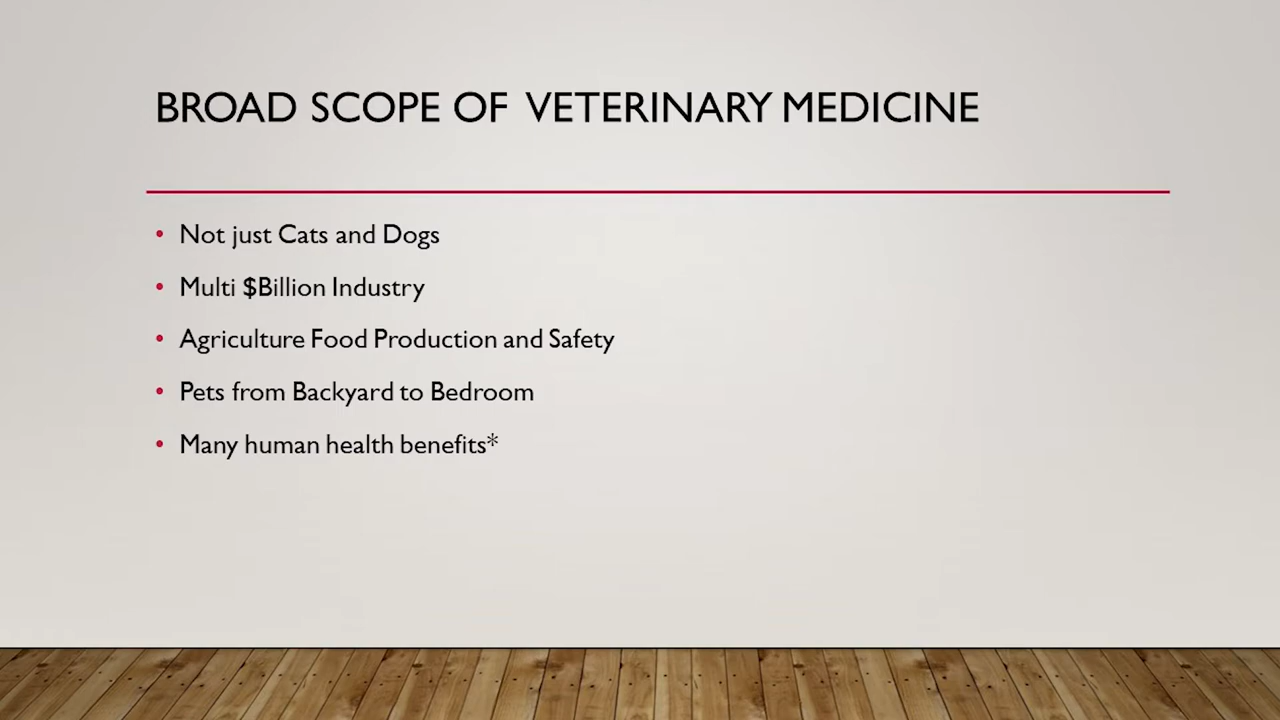 BROAD SCOPE OF VETERINARY MEDICINE
• Not just Cats and Dogs
• Multi $Billion Industry
• Agriculture Food Production and Safety
• Pets from Backyard to Bedroom
• Many human health benefits*